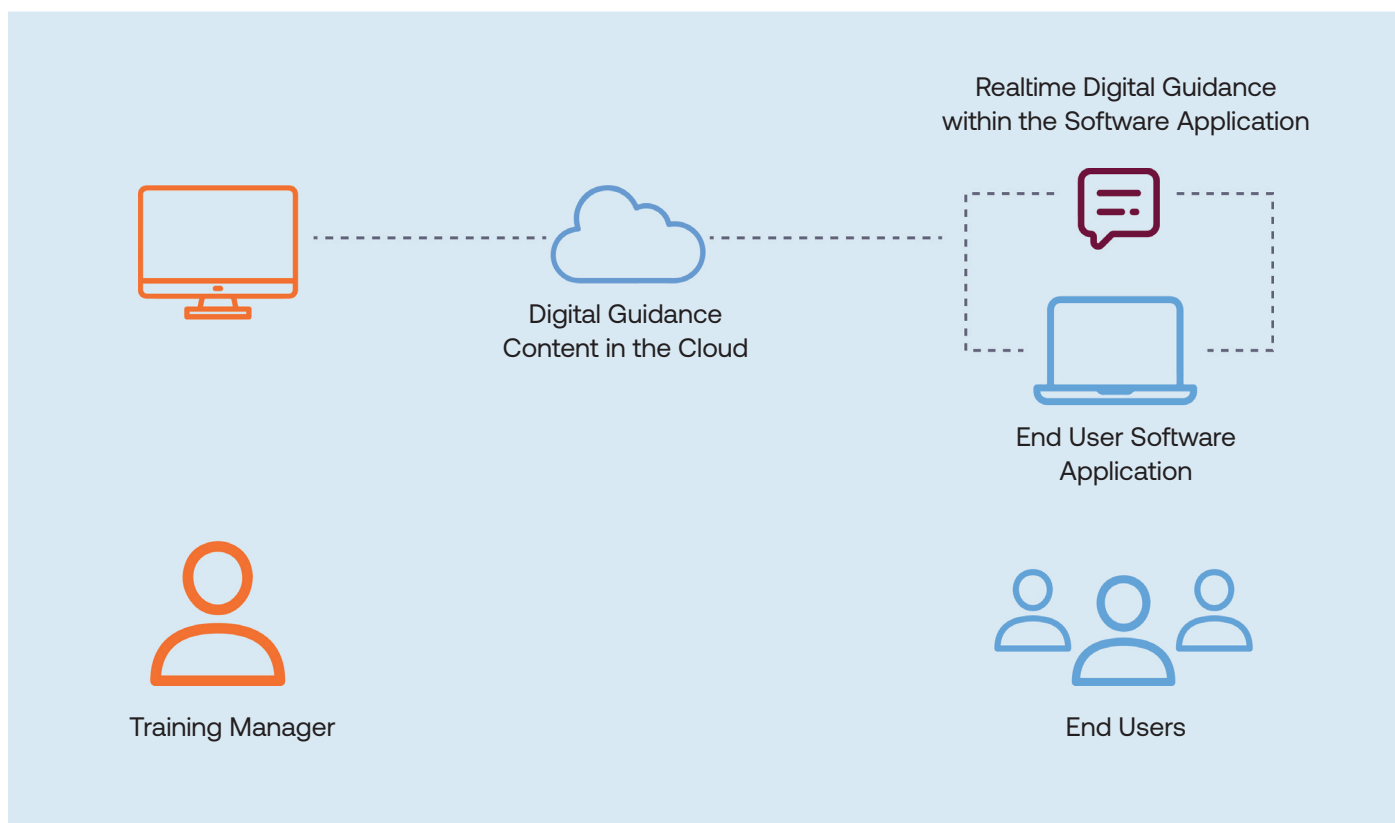 Realtime Digital Guidance
within the Software Application
Digital Guidance
Content in the Cloud
End User Software
Application
Training Manager
End Users